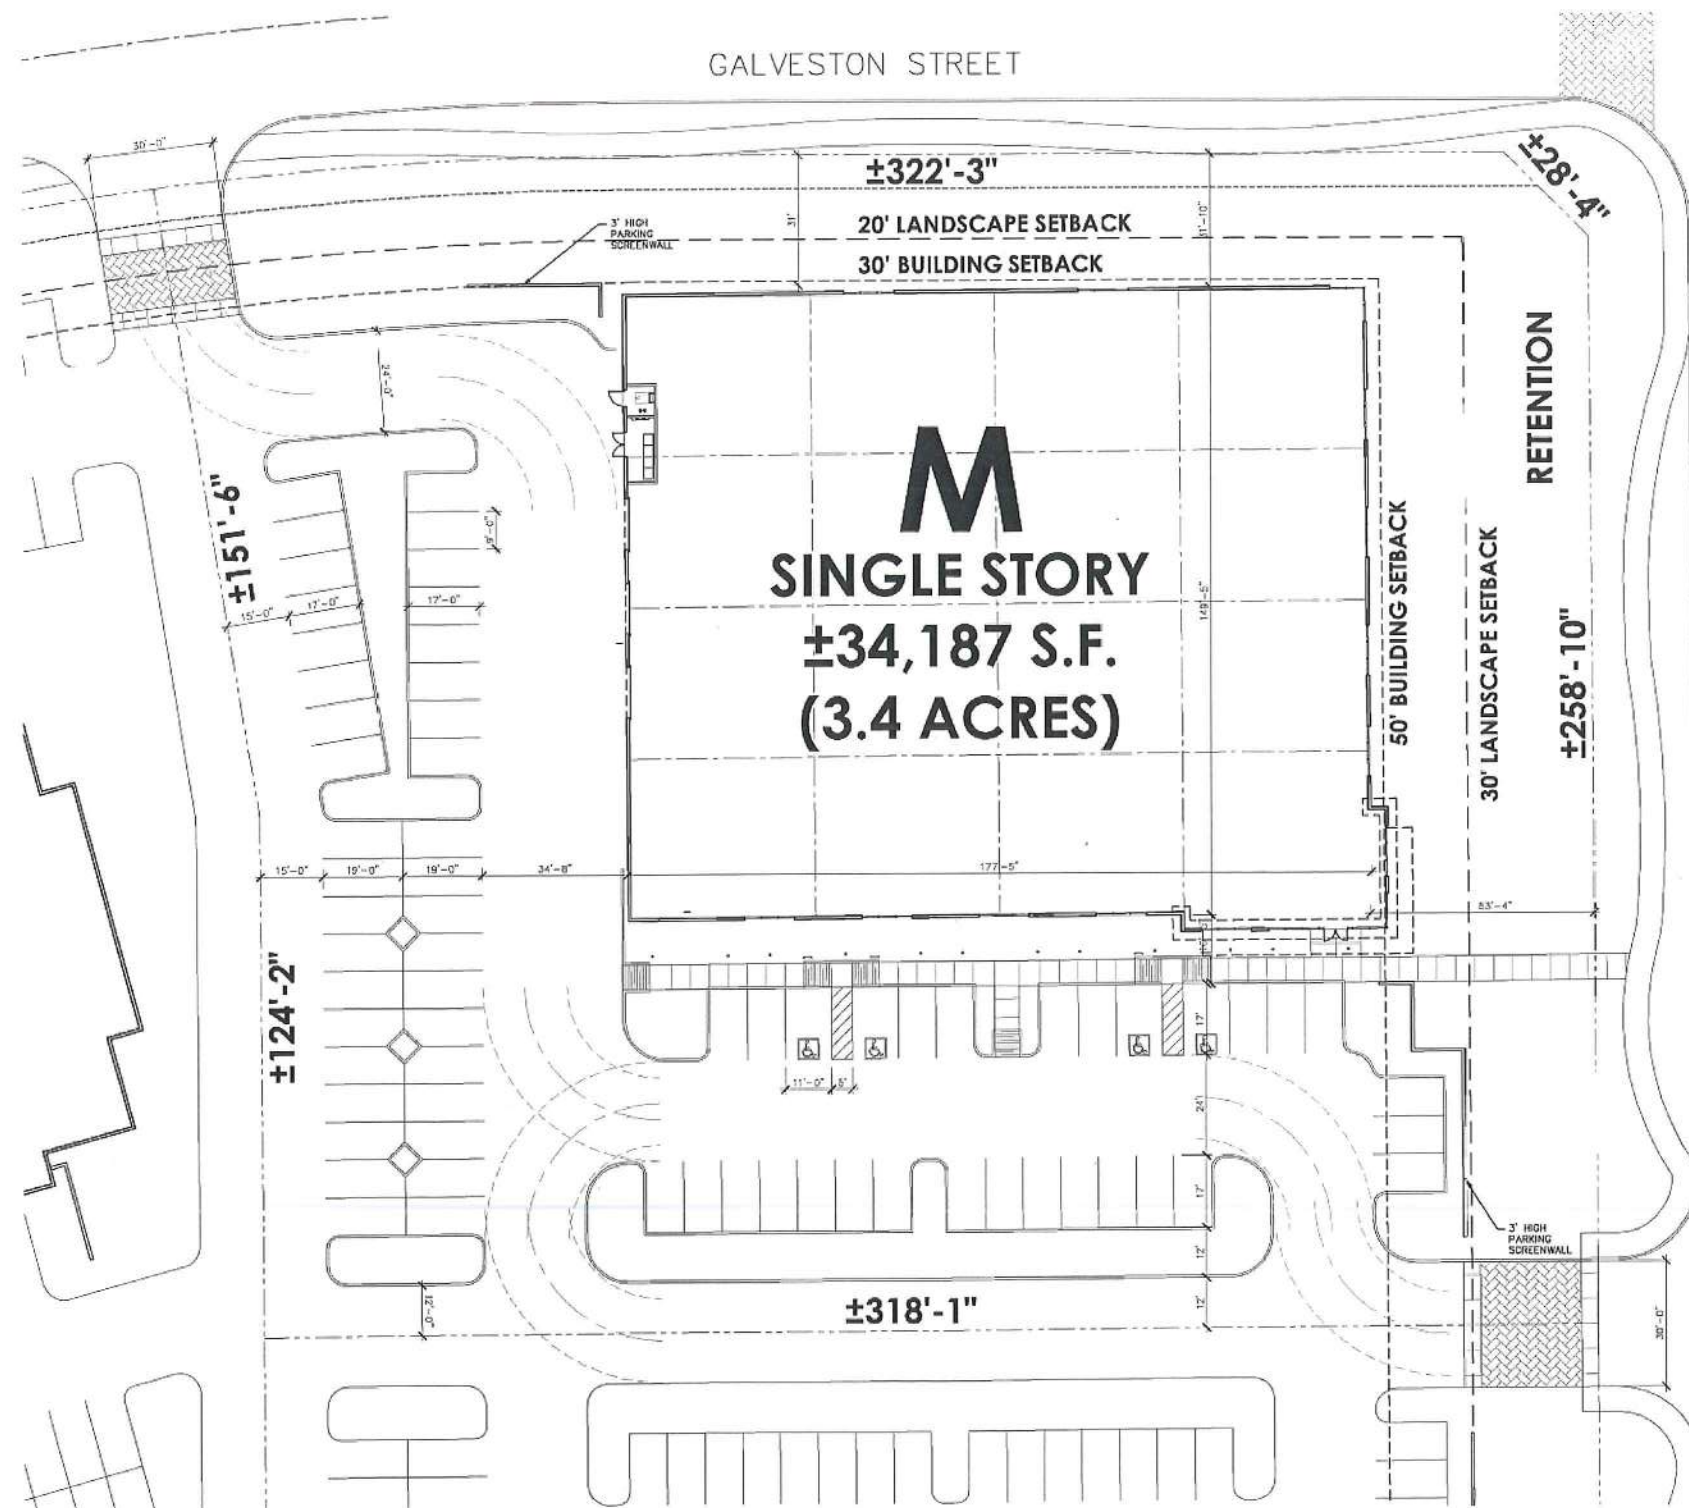 GALVESTON STREET
30'-0"
±322'-3"
±28'-4"
3' HIGH
PARKING
SCREENWALL
31'
20' LANDSCAPE SETBACK
30' BUILDING SETBACK
24'-0"
RETENTION
M
SINGLE STORY
±34,187 S.F.
(3.4 ACRES)
±151'-6"
9'-0"
15'-0"
17'-0"
17'-0"
149'-5"
50' BUILDING SETBACK
30' LANDSCAPE SETBACK
±258'-10"
15'-0"
19'-0"
19'-0"
34'-8"
177'-5"
53'-4"
±124'-2"
17'
11'-0"
5'
24'
17'
12'
3' HIGH
PARKING
SCREENWALL
12'-0"
±318'-1"
12'
30'-0"